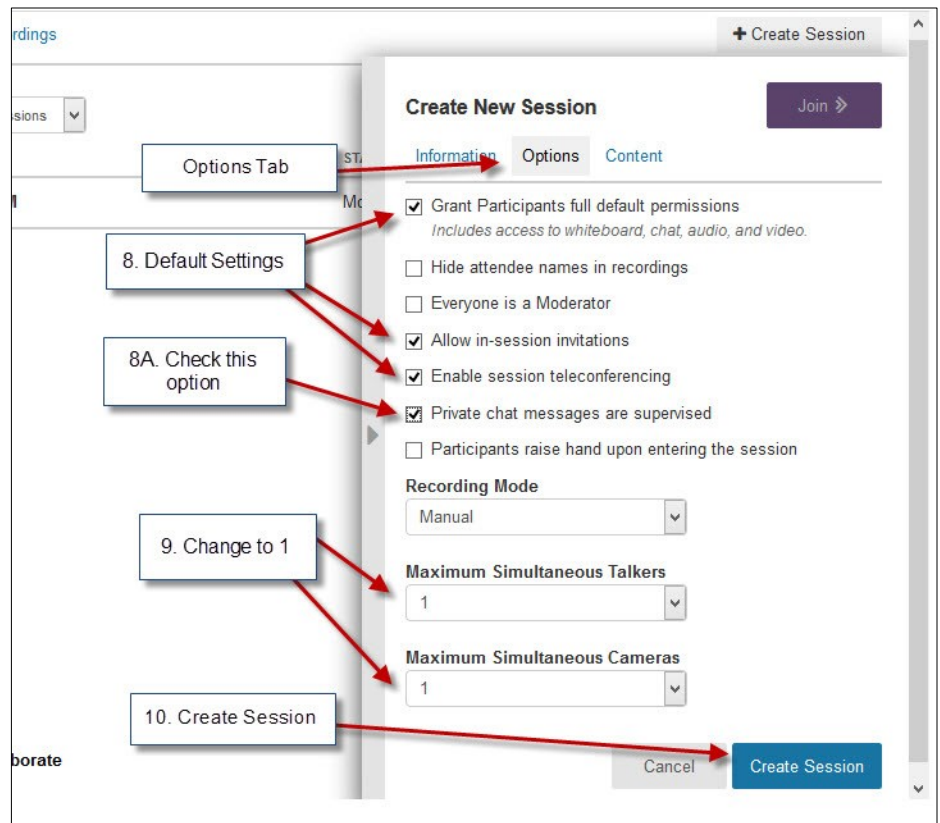 rdings
+ Create Session
ssions
Create New Session
Join »
Options Tab
STA
Information Options Content
M
Mo
Grant Participants full default permissions
Includes access to whiteboard, chat, audio, and video.
8. Default Settings
Hide attendee names in recordings
Everyone is a Moderator
Allow in-session invitations
8A. Check this
option
Enable session teleconferencing
Private chat messages are supervised
Participants raise hand upon entering the session
Recording Mode
Manual
9. Change to 1
Maximum Simultaneous Talkers
1
Maximum Simultaneous Cameras
1
10. Create Session
borate
Cancel
Create Session